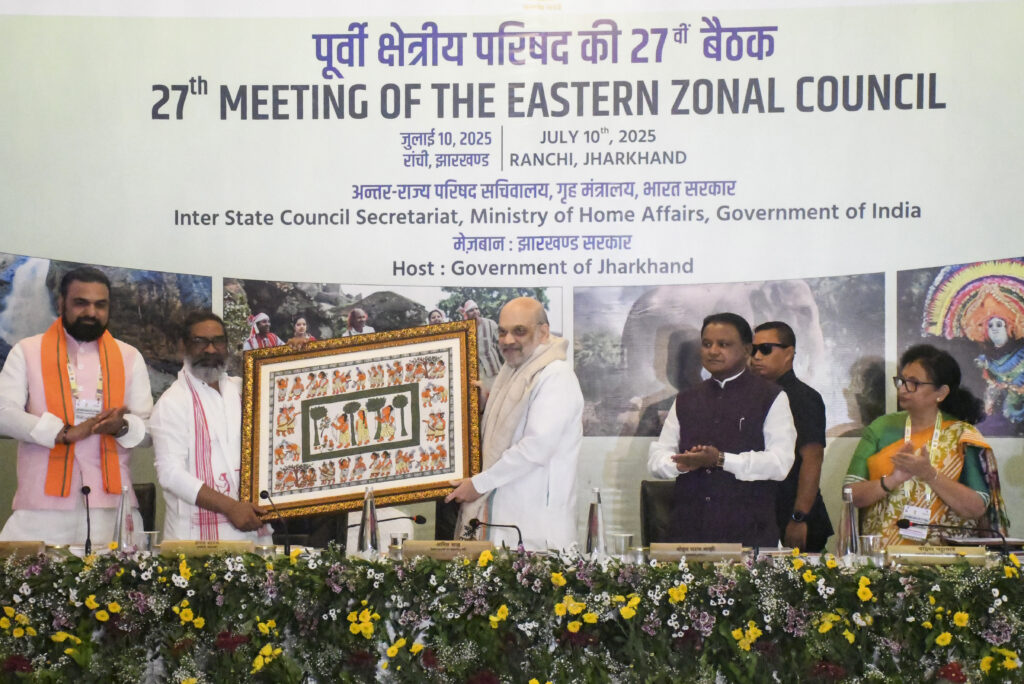 पूर्वी क्षेत्रीय परिषद की 27वीं बैठक
27th MEETING OF THE EASTERN ZONAL COUNCIL
जुलाई 10, 2025
रांची, झारखण्ड
JULY 10th, 2025
RANCHI, JHARKHAND
अन्तर-राज्य परिषद सचिवालय, गृह मंत्रालय, भारत सरकार
Inter State Council Secretariat, Ministry of Home Affairs, Government of India
मेज़बान : झारखण्ड सरकार
Host : Government of Jharkhand